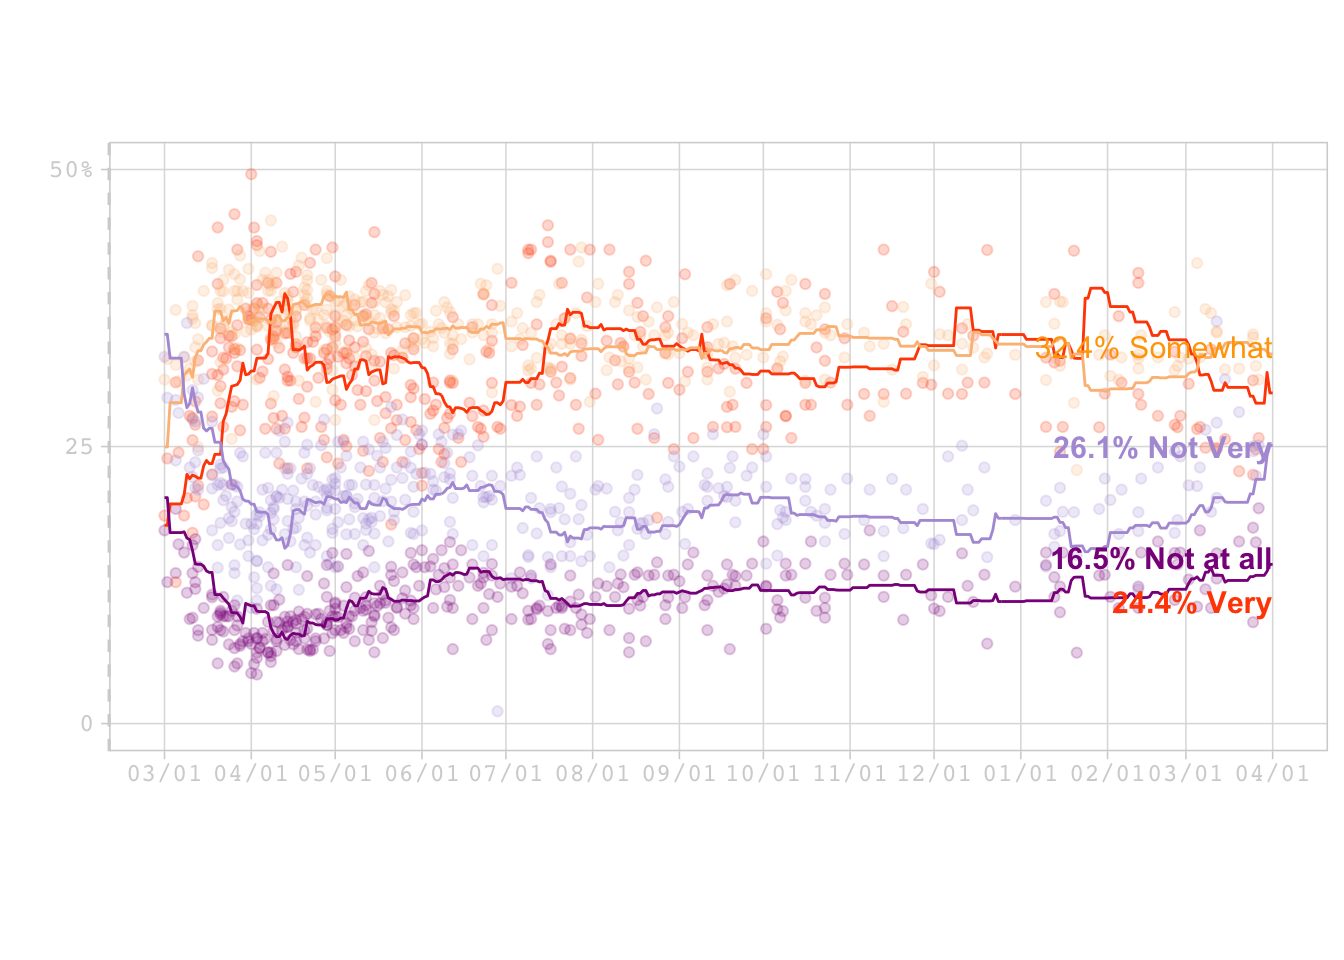 50%
32.4% Somewhat
25
26.1% Not Very
16.5% Not at all
24.4% Very
0
03/01 04/01 05/01 06/01 07/01 08/01 09/01 10/01 11/01 12/01 01/01 02/01 03/01 04/01